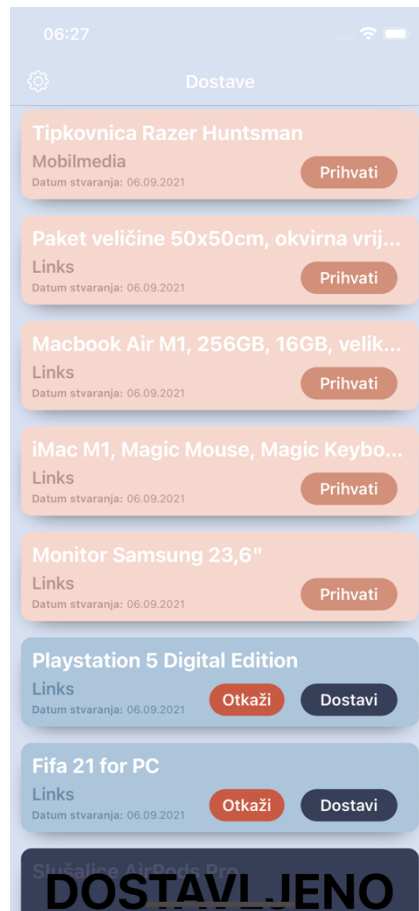 06:27
Dostave
Tipkovnica Razer Huntsman
Mobilmedia
Datum stvaranja: 06.09.2021
Prihvati
Paket veličine 50x50cm, okvirna vrij...
Links
Datum stvaranja: 06.09.2021
Prihvati
Macbook Air M1, 256GB, 16GB, velik...
Links
Datum stvaranja: 06.09.2021
Prihvati
iMac M1, Magic Mouse, Magic Keybo...
Links
Datum stvaranja: 06.09.2021
Prihvati
Monitor Samsung 23,6"
Links
Datum stvaranja: 06.09.2021
Prihvati
Playstation 5 Digital Edition
Links
Datum stvaranja: 06.09.2021
Otkaži
Dostavi
Fifa 21 for PC
Links
Datum stvaranja: 06.09.2021
Otkaži
Dostavi
Slušalice AirPods Pro
DOSTAVLJENO